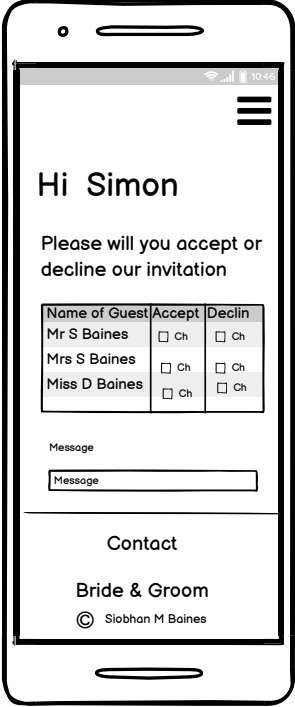 10:46
Hi Simon
Please will you accept or
decline our invitation
Name of Guest Accept Declin
Mr S Baines Ch Ch
Mrs S Baines Ch Ch
Miss D Baines Ch Ch
Message
Message
Contact
Bride & Groom
© Siobhan M Baines